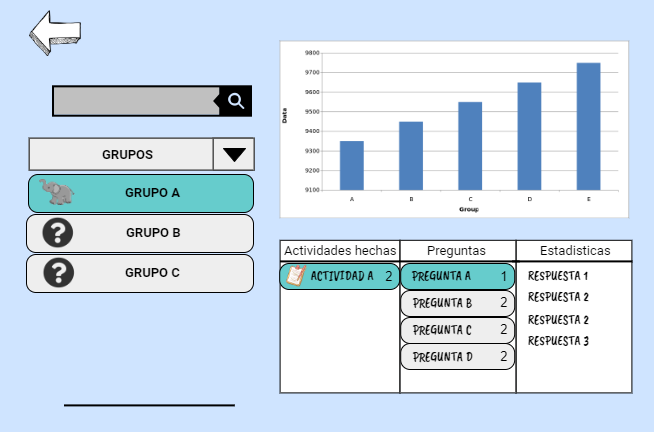 GRUPOS
GRUPO A
GRUPO B
GRUPO C
9800
9700
9600
9500
9400
9300
9200
9100
Data
A B C D E
Group
Actividades hechas Preguntas Estadisticas
ACTIVIDAD A 2
PREGUNTA A 1
PREGUNTA B 2
PREGUNTA C 2
PREGUNTA D 2
RESPUESTA 1
RESPUESTA 2
RESPUESTA 2
RESPUESTA 3